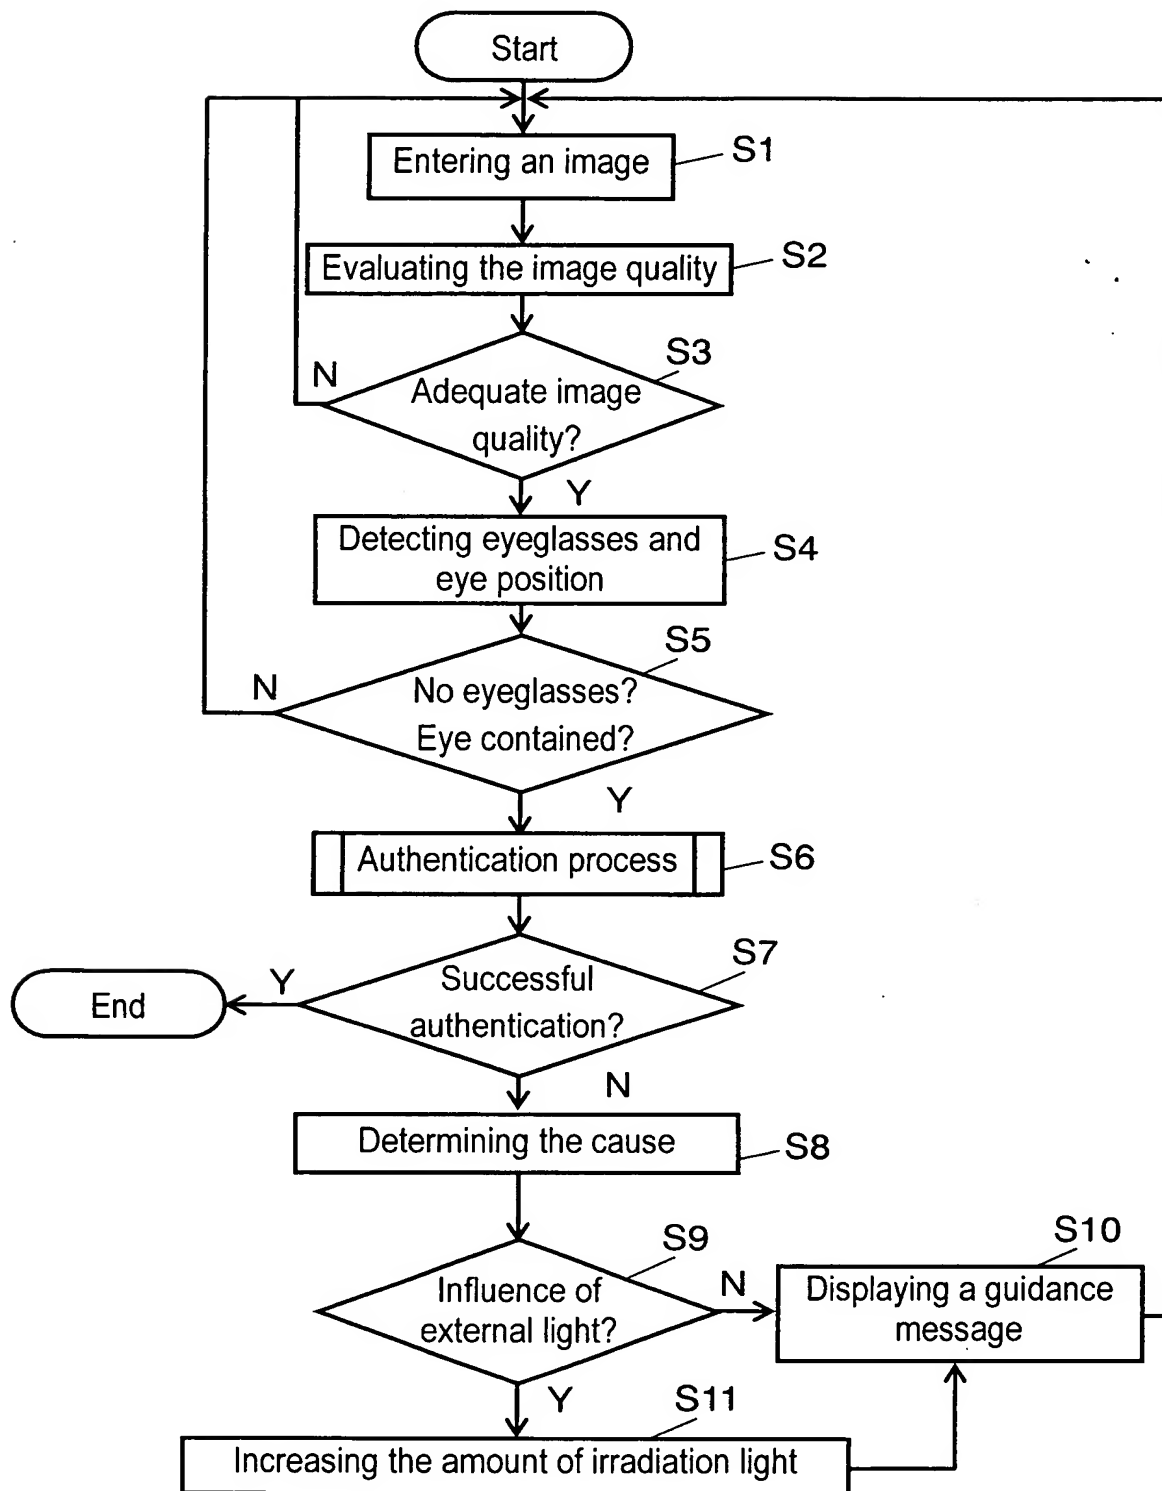 Start
Entering an image
S1
Evaluating the image quality
S2
S3
N
Adequate image
quality?
Y
Detecting eyeglasses and
eye position
S4
S5
N
No eyeglasses?
Eye contained?
Y
Authentication process
S6
S7
Y
Successful
authentication?
End
N
Determining the cause
S8
S9
S10
N
Influence of
external light?
Displaying a guidance
message
Y
S11
Increasing the amount of irradiation light